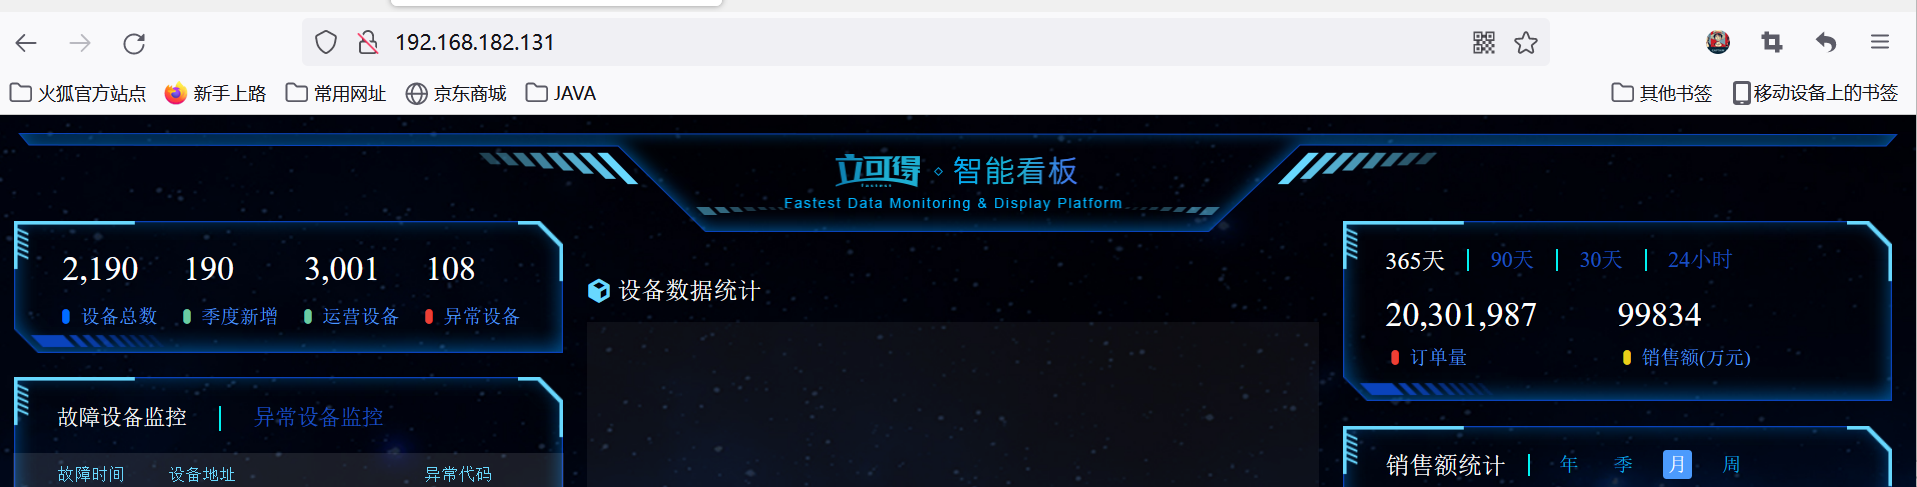 192.168.182.131
火狐官方站点 新手上路 常用网址 京东商城 JAVA 其他书签 移动设备上的书签
立可得 智能看板
Fastest Data Monitoring & Display Platform
2,190 190 3,001 108
设备总数 季度新增 运营设备 异常设备
故障设备监控 异常设备监控
故障时间 设备地址 异常代码
设备数据统计
365天 90天 30天 24小时
20,301,987 99834
订单量 销售额(万元)
销售额统计 年 季 月 周